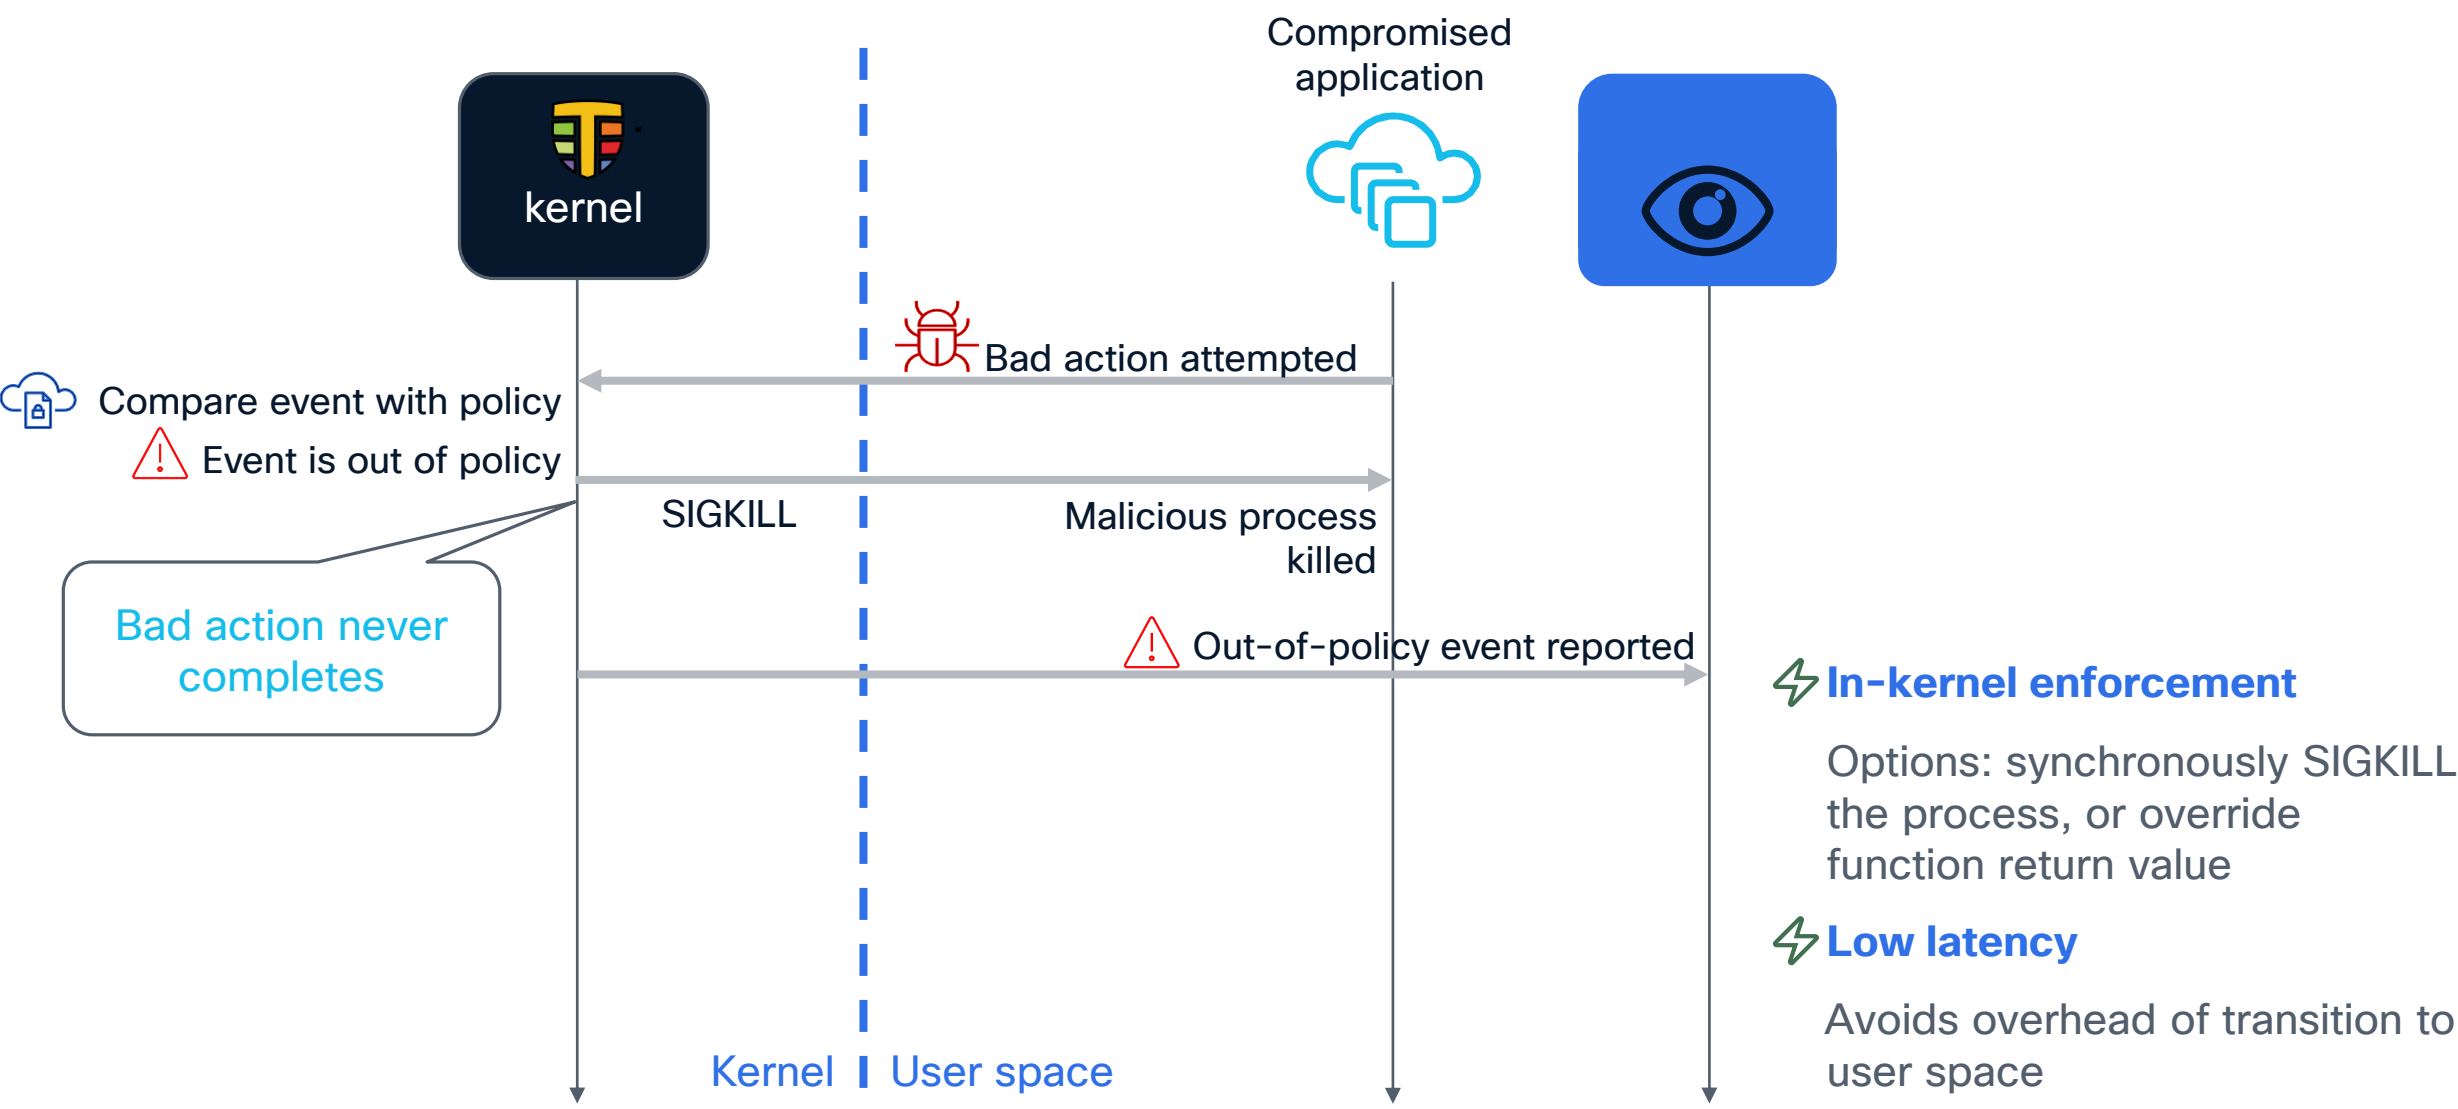 Compromised
application
kernel
Bad action attempted
Compare event with policy
Event is out of policy
SIGKILL
Malicious process
killed
Bad action never
completes
Out-of-policy event reported
In-kernel enforcement
Options: synchronously SIGKILL
the process, or override
function return value
Low latency
Avoids overhead of transition to
user space
Kernel
User space